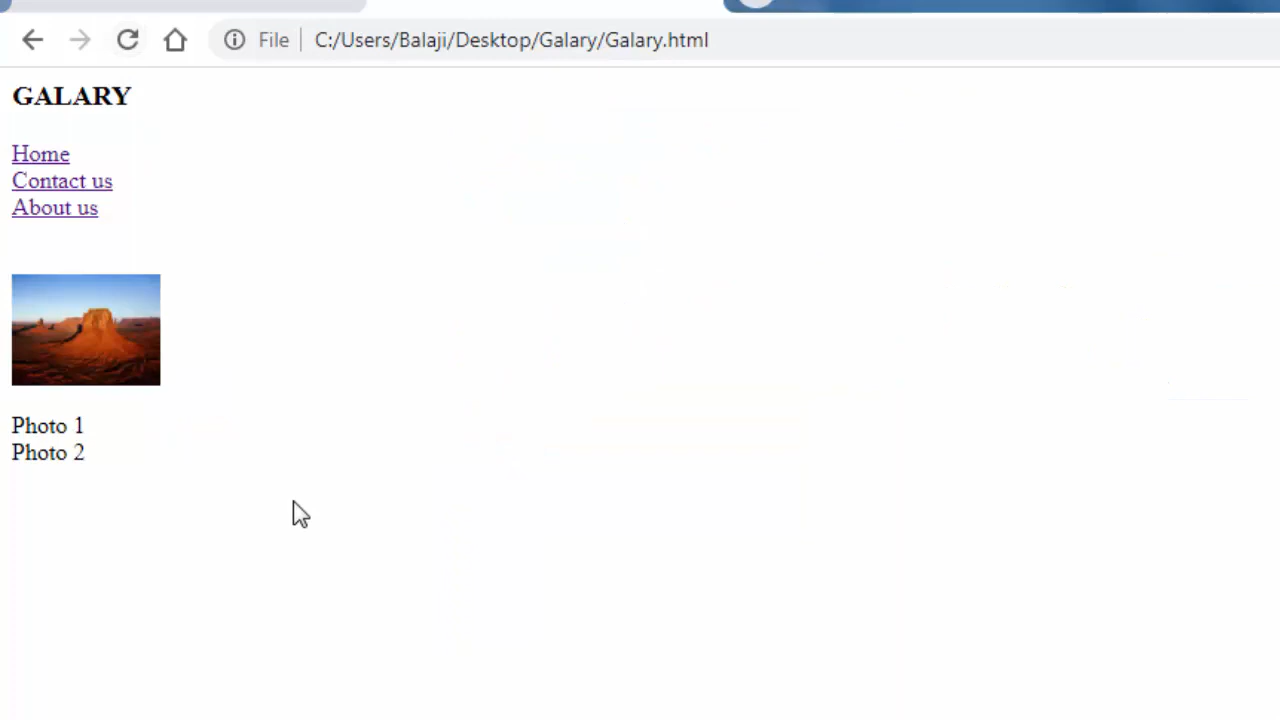 File
C:/Users/Balaji/Desktop/Galary/Galary.html
GALARY
Home
Contact us
About us
Photo 1
Photo 2